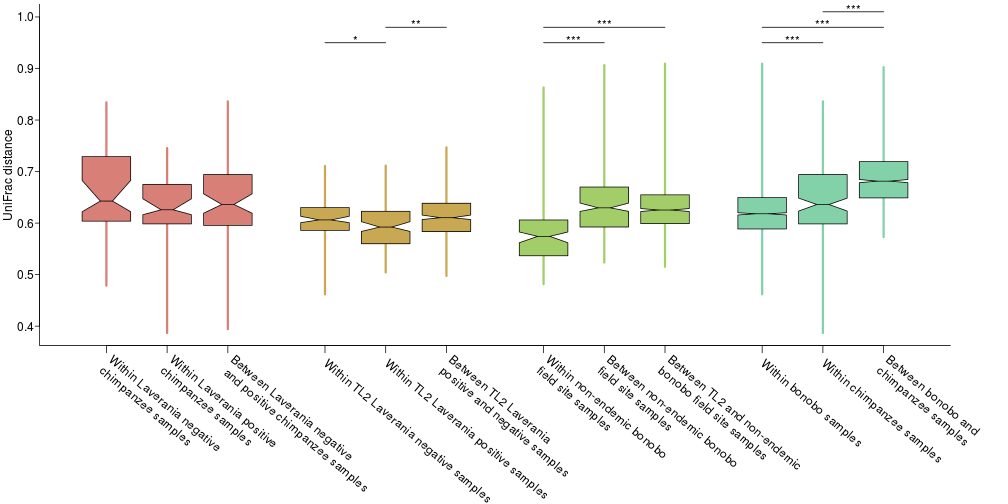 UniFrac distance
1.0
0.9
0.8
0.7
0.6
0.5
0.4
*
**
***
***
***
***
***
Within Laverania negative
chimpanzee samples
Within Laverania positive
chimpanzee samples
Between Laverania negative
and positive chimpanzee samples
Within TL2 Laverania negative samples
Within TL2 Laverania positive samples
Between TL2 Laverania
positive and negative samples
Within non-endemic bonobo
field site samples
Between non-endemic bonobo
field site samples
Between TL2 and non-endemic
bonobo field site samples
Within bonobo samples
Within chimpanzee samples
Between bonobo and
chimpanzee samples